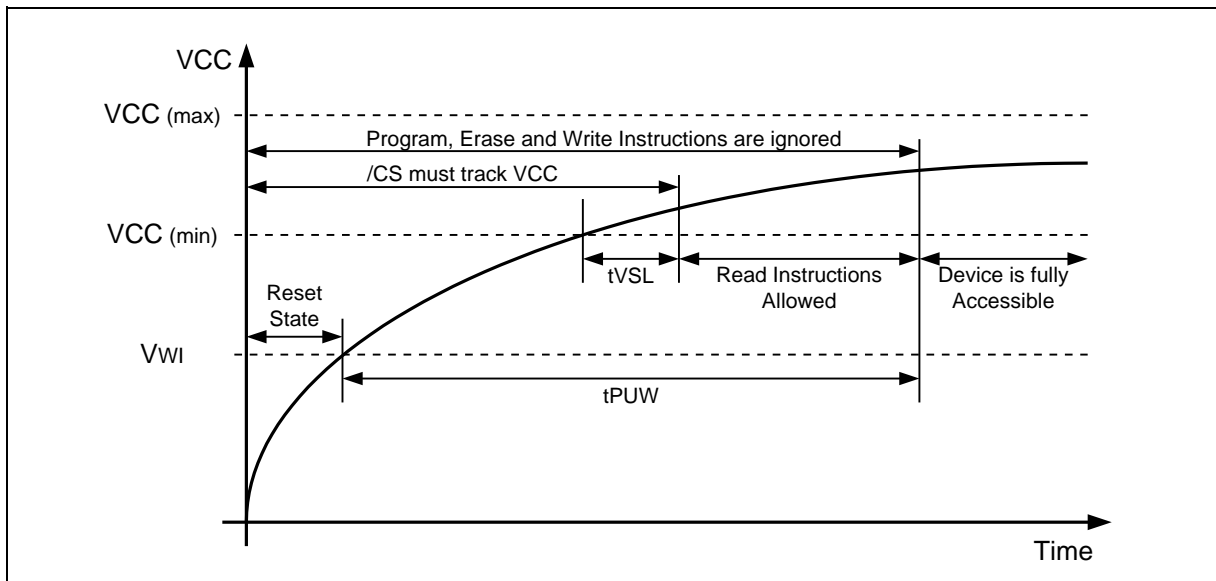 VCC
VCC (max)
Program, Erase and Write Instructions are ignored
/CS must track VCC
VCC (min)
tVSL
Read Instructions
Allowed
Device is fully
Accessible
Reset
State
VWI
tPUW
Time